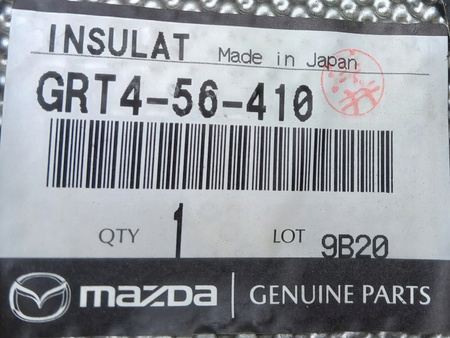 INSULAT Made in Japan
GRT4-56-410
QTY 1 LOT 9B20
mazda GENUINE PARTS